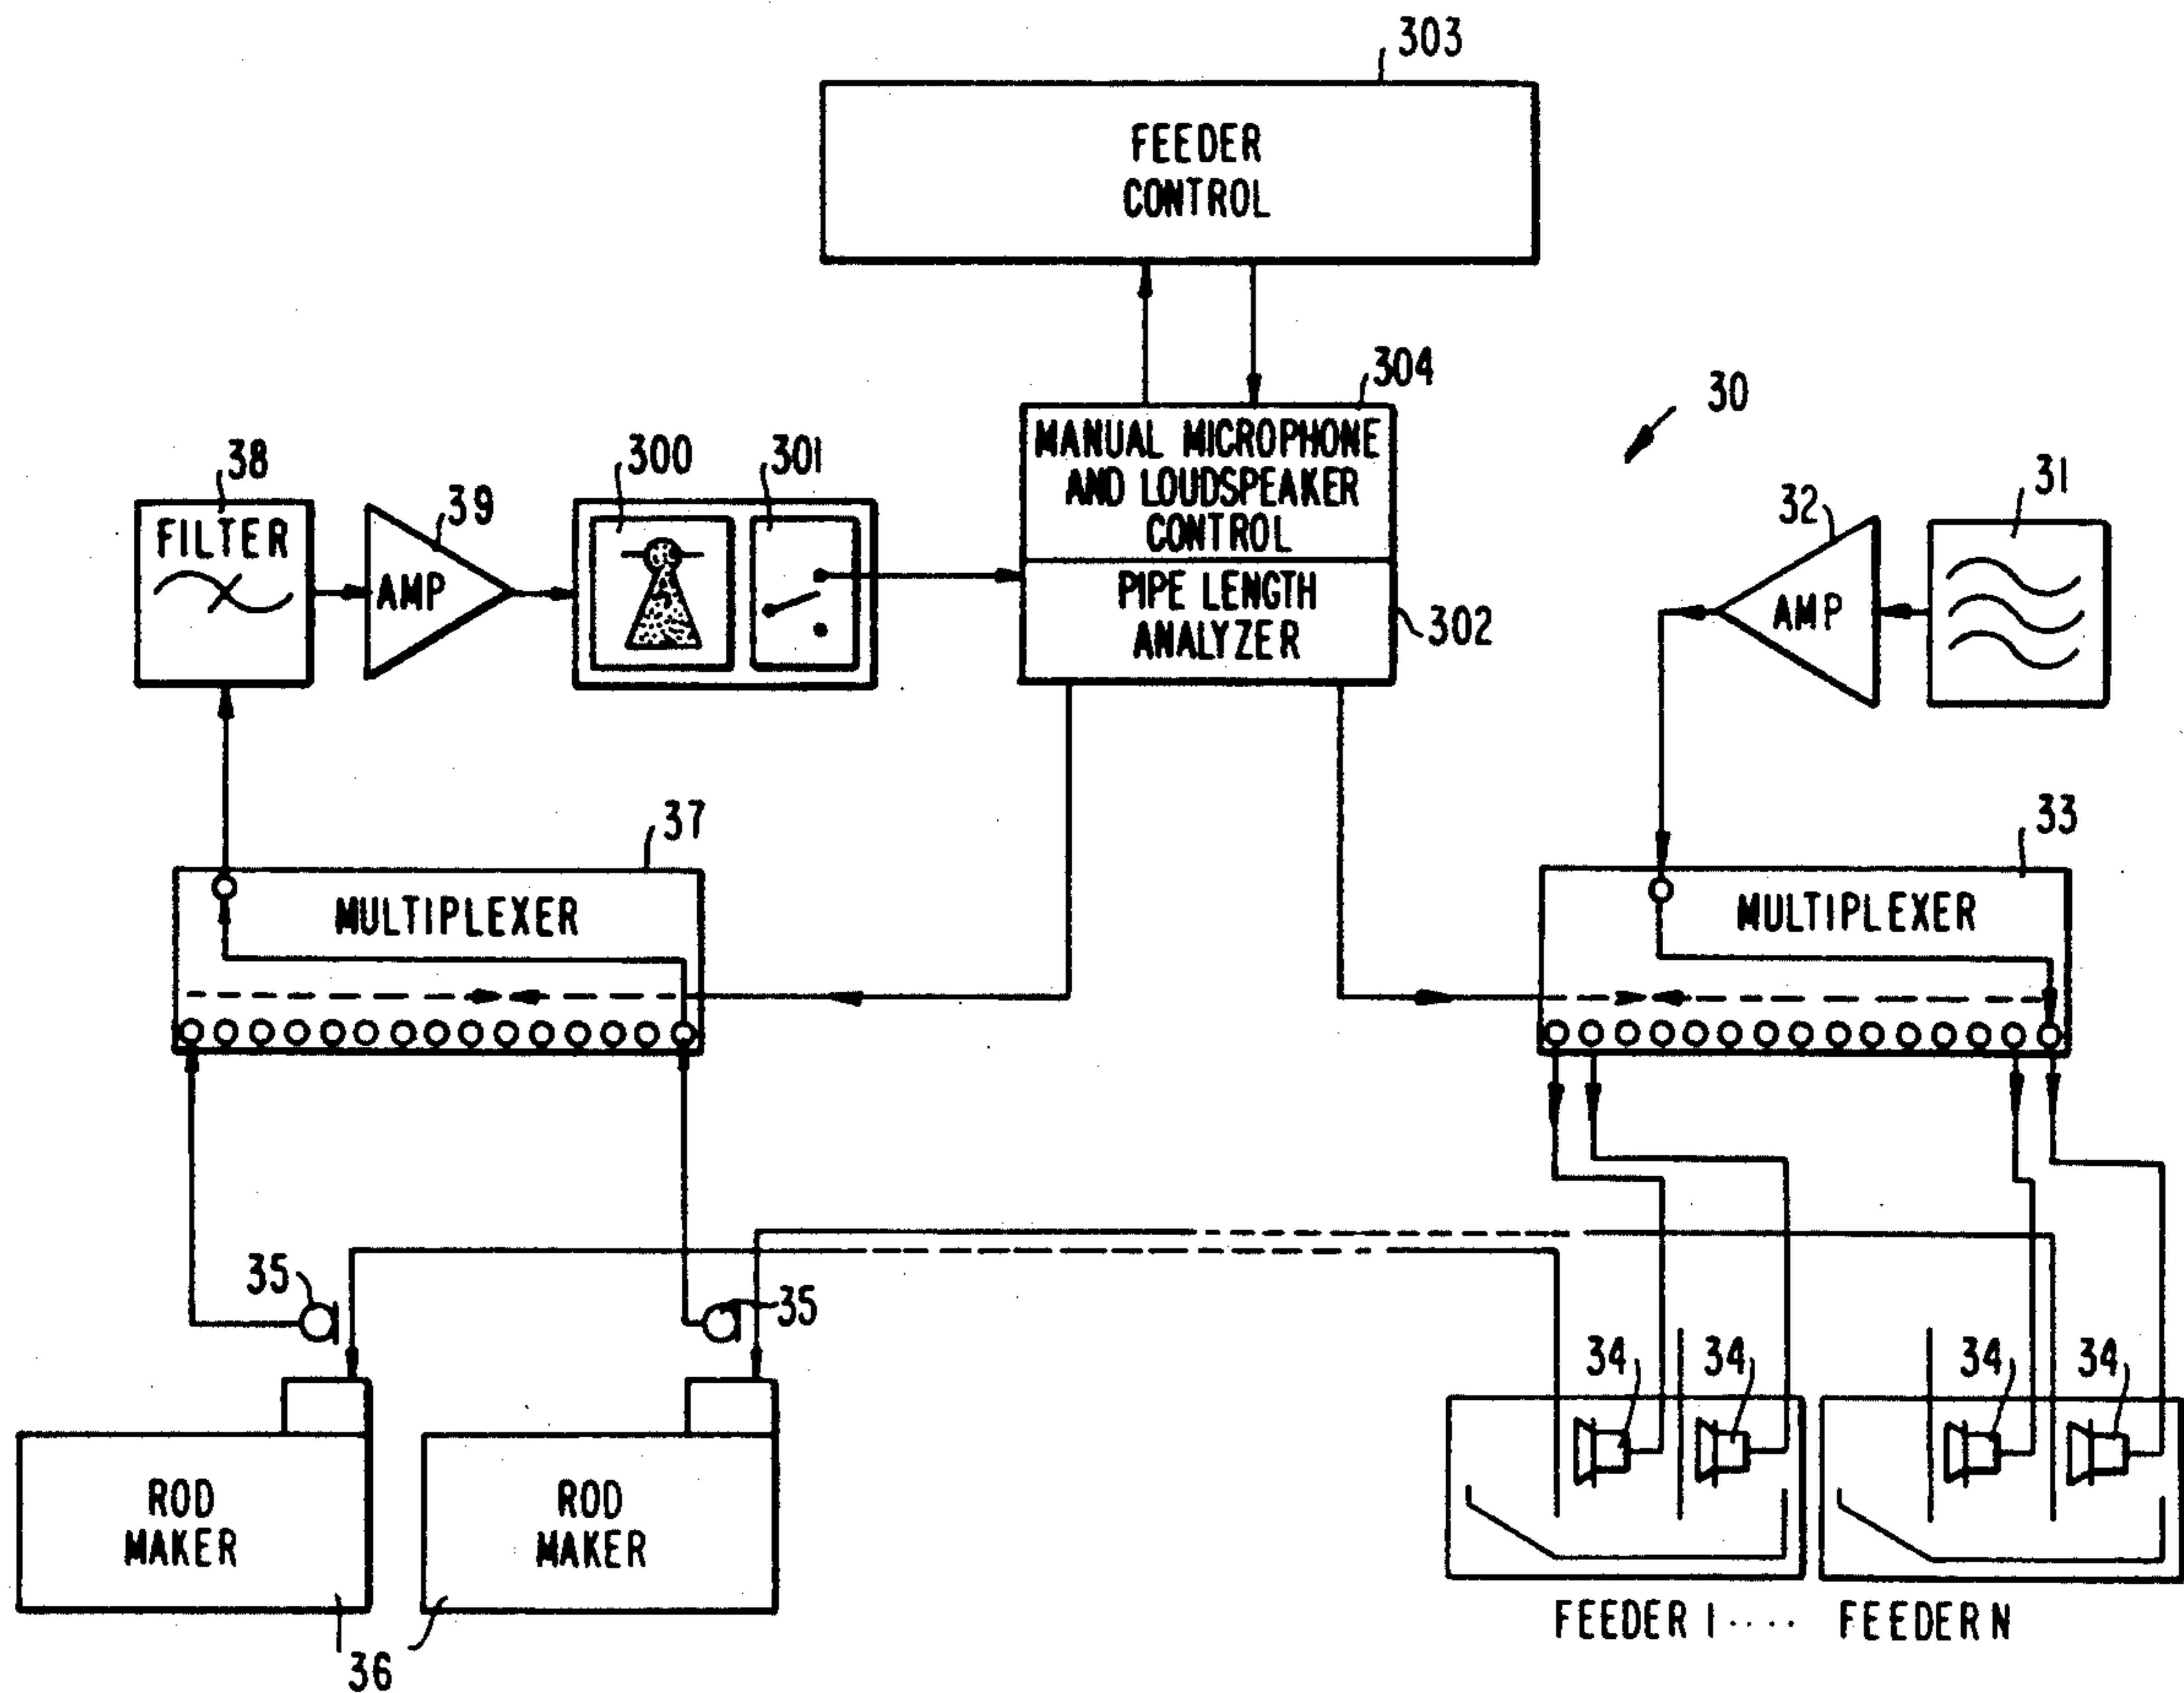 303
FEEDER
CONTROL
304
30
MANUAL MICROPHONE
AND LOUDSPEAKER
CONTROL
PIPE LENGTH
ANALYZER
302
38
FILTER
39
AMP
300
301
32
AMP
31
37
MULTIPLEXER
33
MULTIPLEXER
35
35
34
34
34
34
ROD
MAKER
ROD
MAKER
36
FEEDER 1 ···· FEEDER N